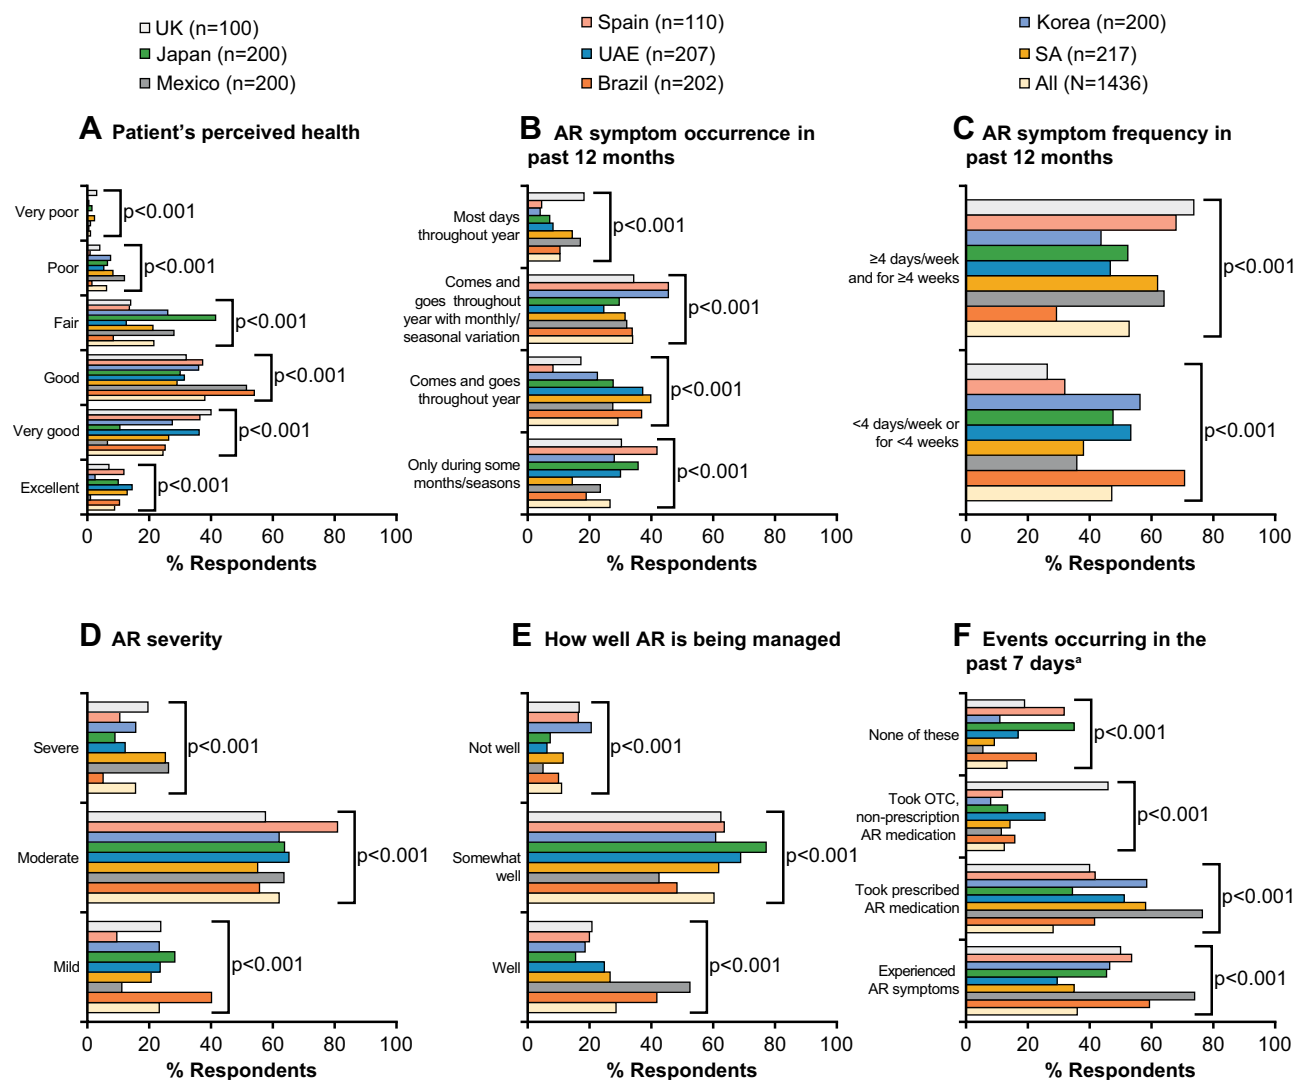 UK (n=100)
Japan (n=200)
Mexico (n=200)
Spain (n=110)
UAE (n=207)
Brazil (n=202)
Korea (n=200)
SA (n=217)
All (N=1436)
A Patient's perceived health
Very poor
p<0.001
Poor
p<0.001
Fair
p<0.001
Good
p<0.001
Very good
p<0.001
Excellent
p<0.001
0 20 40 60 80 100
% Respondents
B AR symptom occurrence in
past 12 months
Most days
throughout year
p<0.001
Comes and
goes throughout
year with monthly/
seasonal variation
p<0.001
Comes and goes
throughout year
p<0.001
Only during some
months/seasons
p<0.001
0 20 40 60 80 100
% Respondents
C AR symptom frequency in
past 12 months
≥4 days/week
and for ≥4 weeks
p<0.001
<4 days/week or
for <4 weeks
p<0.001
0 20 40 60 80 100
% Respondents
D AR severity
Severe
p<0.001
Moderate
p<0.001
Mild
p<0.001
0 20 40 60 80 100
% Respondents
E How well AR is being managed
Not well
p<0.001
Somewhat
well
p<0.001
Well
p<0.001
0 20 40 60 80 100
% Respondents
F Events occurring in the
past 7 daysᵃ
None of these
p<0.001
Took OTC,
non-prescription
AR medication
p<0.001
Took prescribed
AR medication
p<0.001
Experienced
AR symptoms
p<0.001
0 20 40 60 80 100
% Respondents